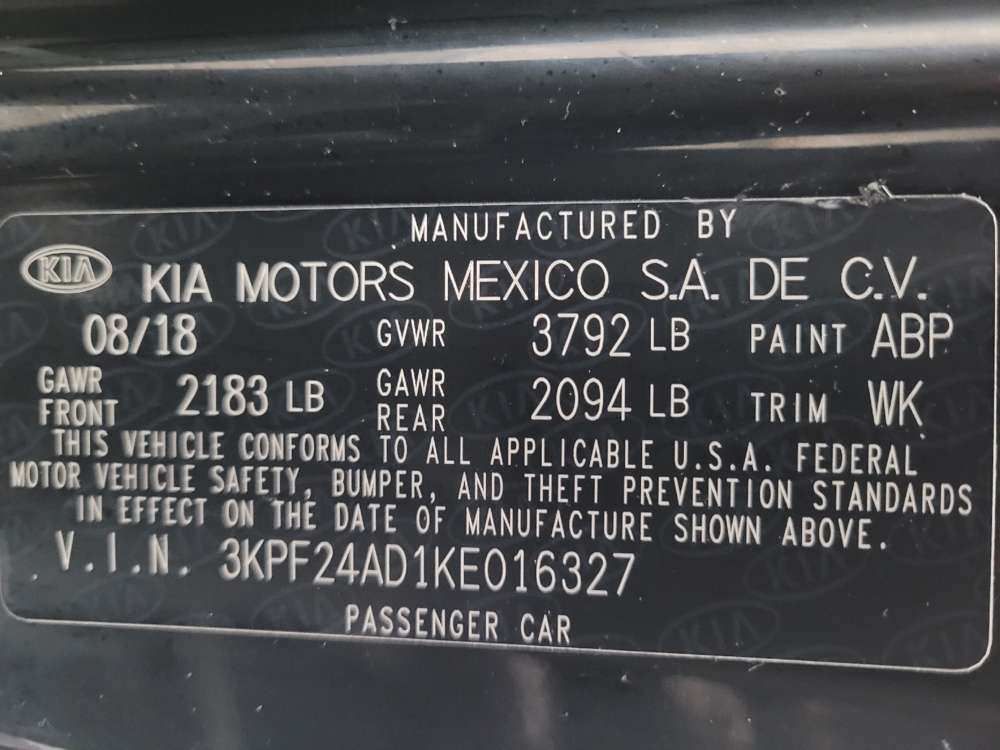 MANUFACTURED BY
KIA KIA MOTORS MEXICO S.A. DE C.V.
08/18 GVWR 3792 LB PAINT ABP
GAWR FRONT 2183 LB GAWR REAR 2094 LB TRIM WK
THIS VEHICLE CONFORMS TO ALL APPLICABLE U.S.A. FEDERAL
MOTOR VEHICLE SAFETY, BUMPER, AND THEFT PREVENTION STANDARDS
IN EFFECT ON THE DATE OF MANUFACTURE SHOWN ABOVE.
V.I.N. 3KPF24AD1KE016327
PASSENGER CAR